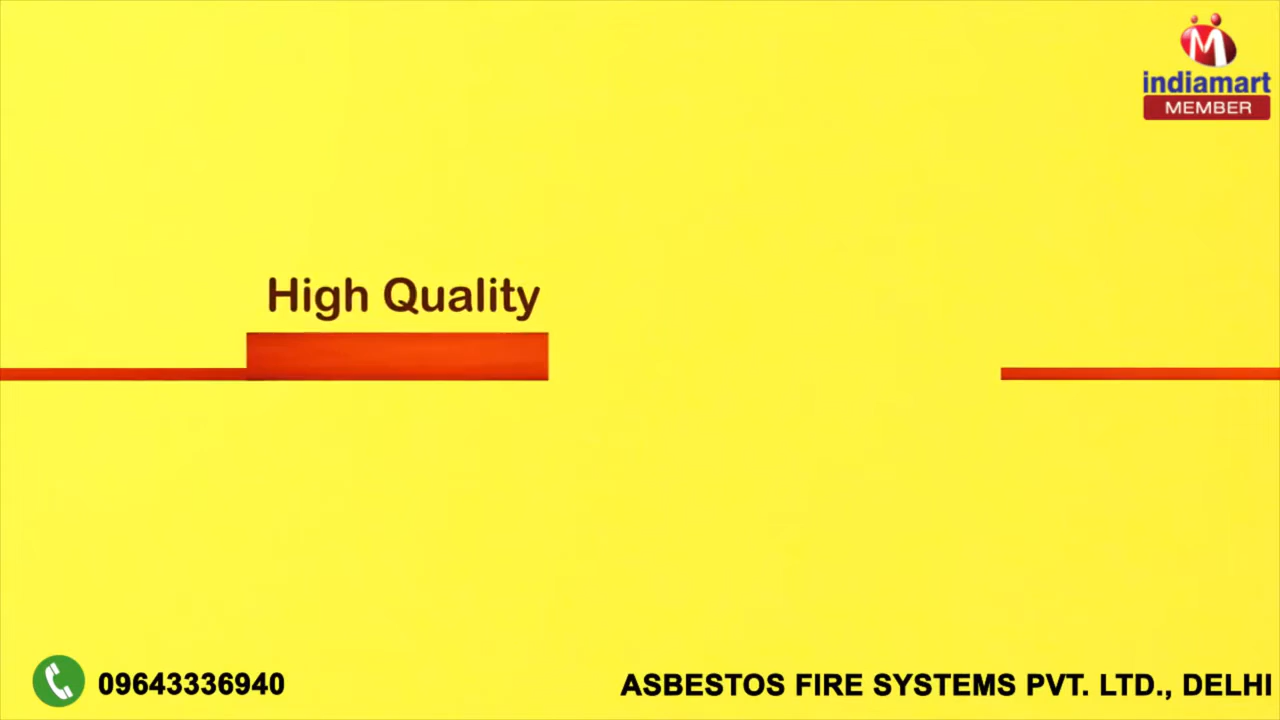 indiamart
MEMBER
High Quality
09643336940
ASBESTOS FIRE SYSTEMS PVT. LTD., DELHI